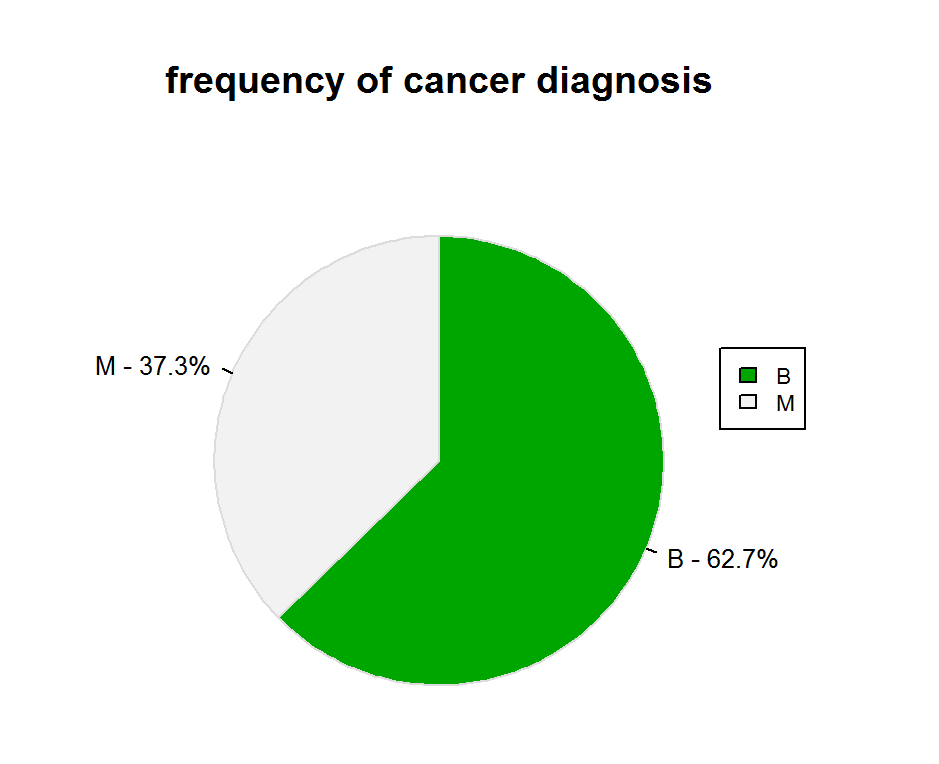 frequency of cancer diagnosis
M - 37.3%
B
M
B - 62.7%